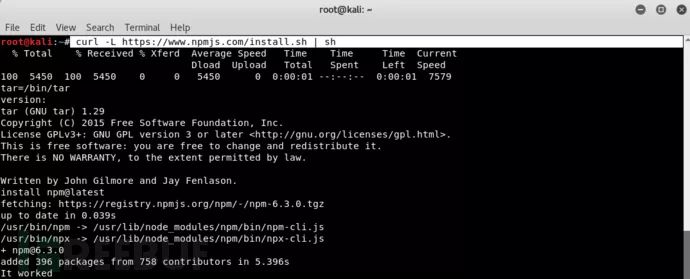 root@kali: ~
File Edit View Search Terminal Help
root@kali:~# curl -L https://www.npmjs.com/install.sh | sh
% Total % Received % Xferd Average Speed Time Time Time Current
Dload Upload Total Spent Left Speed
100 5450 100 5450 0 0 5450 0 0:00:01 --:--:-- 0:00:01 7579
tar=/bin/tar
version:
tar (GNU tar) 1.29
Copyright (C) 2015 Free Software Foundation, Inc.
License GPLv3+: GNU GPL version 3 or later <http://gnu.org/licenses/gpl.html>.
This is free software: you are free to change and redistribute it.
There is NO WARRANTY, to the extent permitted by law.
Written by John Gilmore and Jay Fenlason.
install npm@latest
fetching: https://registry.npmjs.org/npm/-/npm-6.3.0.tgz
up to date in 0.039s
/usr/bin/npm -> /usr/lib/node_modules/npm/bin/npm-cli.js
/usr/bin/npx -> /usr/lib/node_modules/npm/bin/npx-cli.js
+ npm@6.3.0
added 396 packages from 758 contributors in 5.396s
It worked